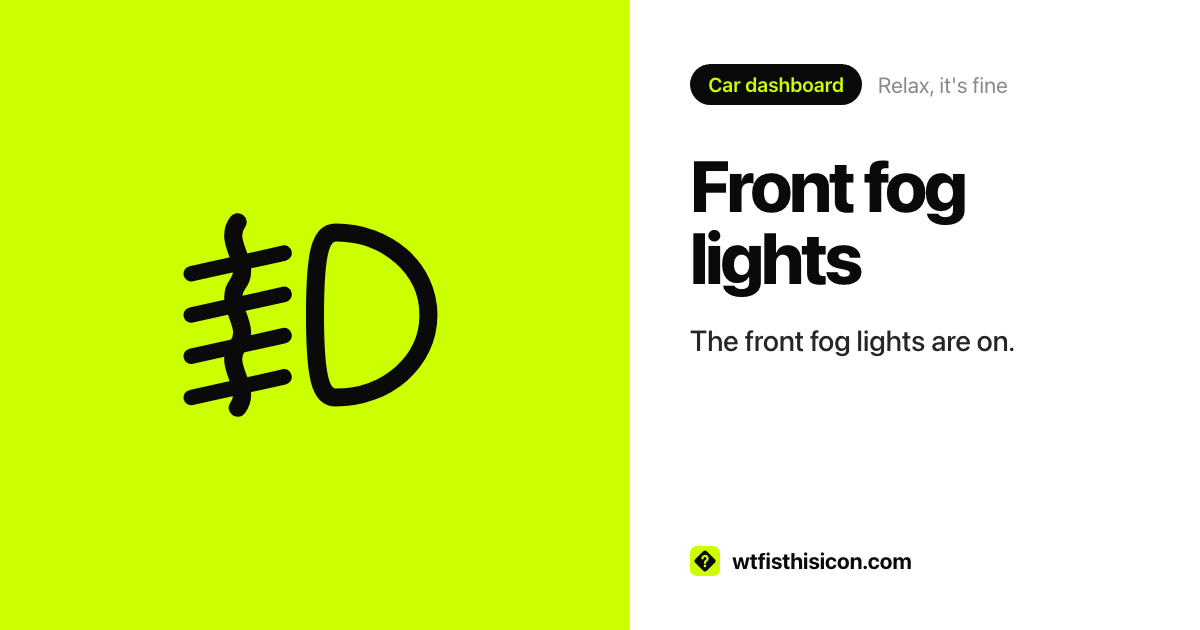 Car dashboard
Relax, it's fine
Front fog
lights
The front fog lights are on.
wtfisthisicon.com